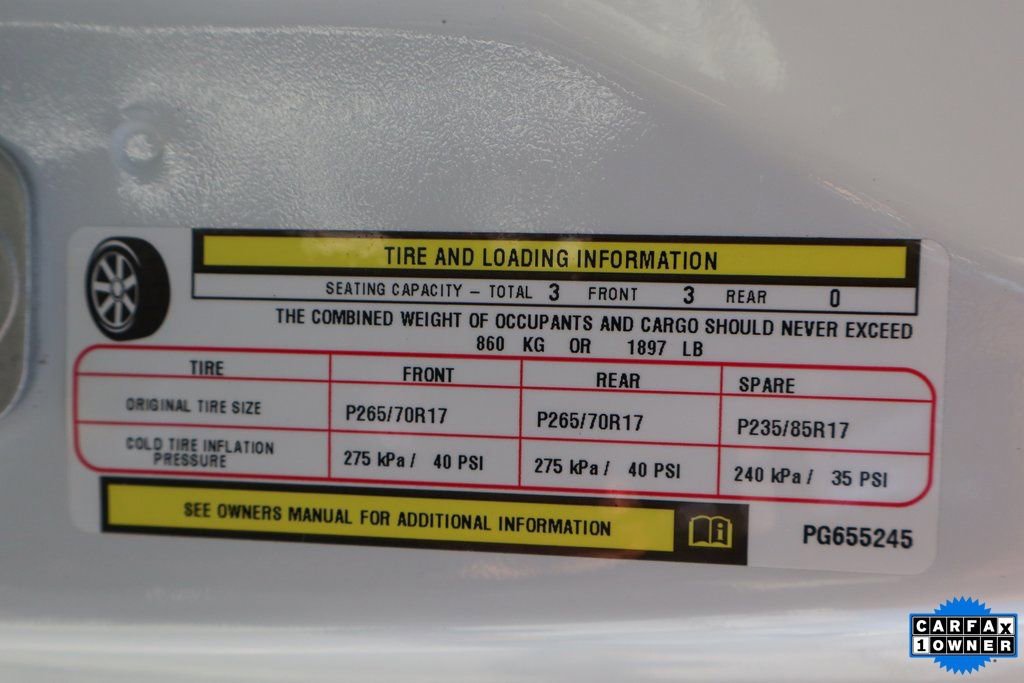 TIRE AND LOADING INFORMATION
SEATING CAPACITY – TOTAL 3 FRONT 3 REAR 0
THE COMBINED WEIGHT OF OCCUPANTS AND CARGO SHOULD NEVER EXCEED
860 KG OR 1897 LB
TIRE FRONT REAR SPARE
ORIGINAL TIRE SIZE P265/70R17 P265/70R17 P235/85R17
COLD TIRE INFLATION
PRESSURE 275 kPa / 40 PSI 275 kPa / 40 PSI 240 kPa / 35 PSI
SEE OWNERS MANUAL FOR ADDITIONAL INFORMATION
PG655245
CARFAX
1 OWNER